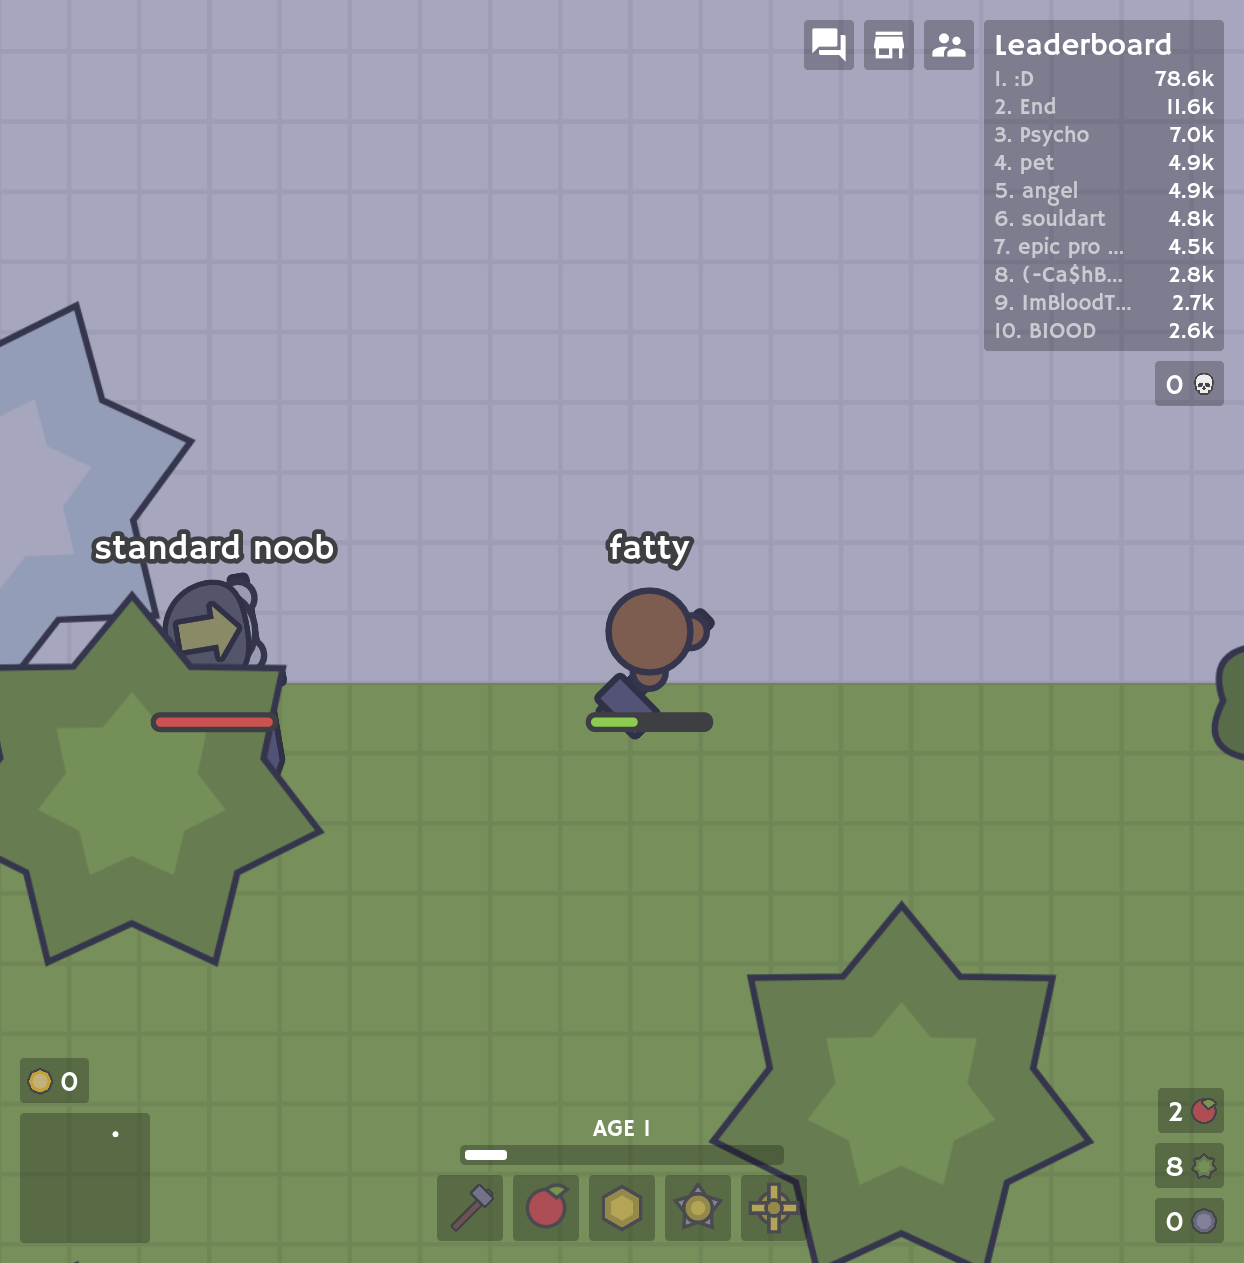 Leaderboard
1. :D 78.6k
2. End 11.6k
3. Psycho 7.0k
4. pet 4.9k
5. angel 4.9k
6. souldart 4.8k
7. epic pro ... 4.5k
8. (-Ca$hB... 2.8k
9. ImBloodT... 2.7k
10. BIOOD 2.6k
0
standard noob
fatty
0
AGE 1
2
8
0